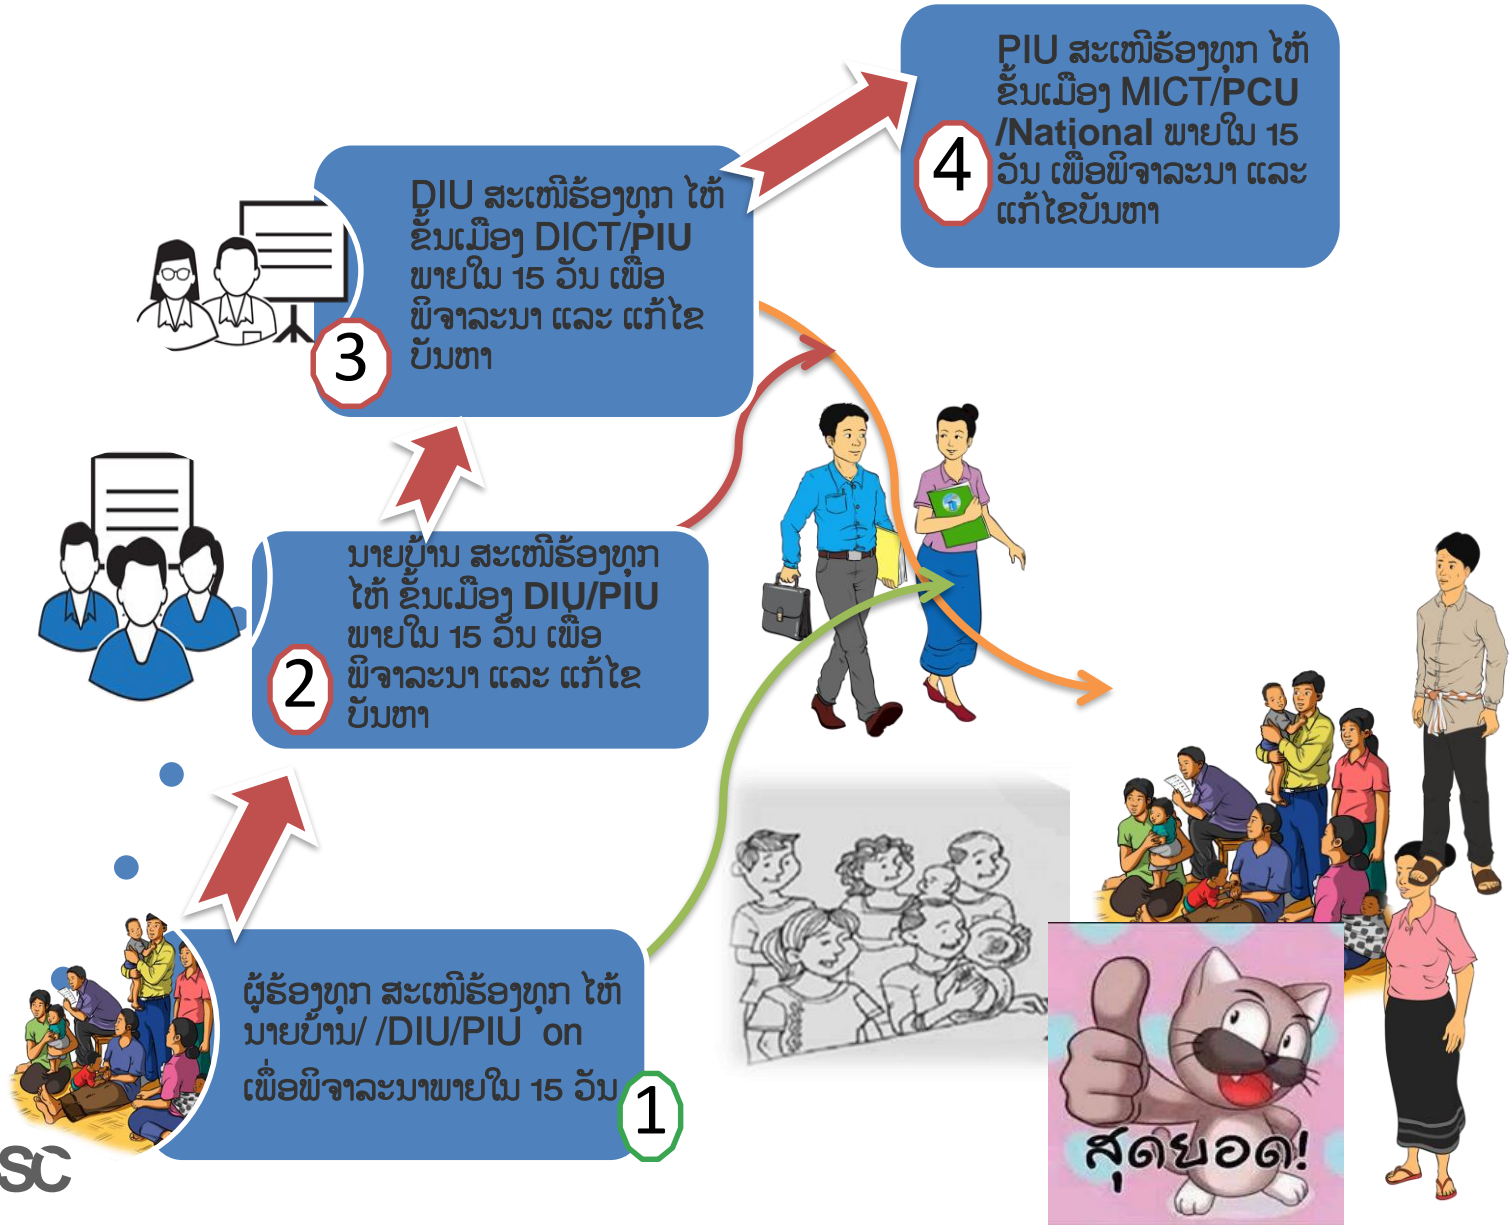 PIU ສະເໜີຮ້ອງທຸກ ໄຫ້
ຂັ້ນເມືອງ MICT/PCU
/National ພາຍໃນ 15
ວັນ ເພື່ອພິຈາລະນາ ແລະ
ແກ້ໄຂບັນຫາ
4
DIU ສະເໜີຮ້ອງທຸກ ໄຫ້
ຂັ້ນເມືອງ DICT/PIU
ພາຍໃນ 15 ວັນ ເພື່ອ
ພິຈາລະນາ ແລະ ແກ້ໄຂ
ບັນຫາ
3
ນາຍບ້ານ ສະເໜີຮ້ອງທຸກ
ໄຫ້ ຂັ້ນເມືອງ DIU/PIU
ພາຍໃນ 15 ວັນ ເພື່ອ
ພິຈາລະນາ ແລະ ແກ້ໄຂ
ບັນຫາ
2
ຜູ້ຮ້ອງທຸກ ສະເໜີຮ້ອງທຸກ ໄຫ້
ນາຍບ້ານ/ /DIU/PIU on
ເພື່ອພິຈາລະນາພາຍໃນ 15 ວັນ
1
ສຸດຍອດ!
SC